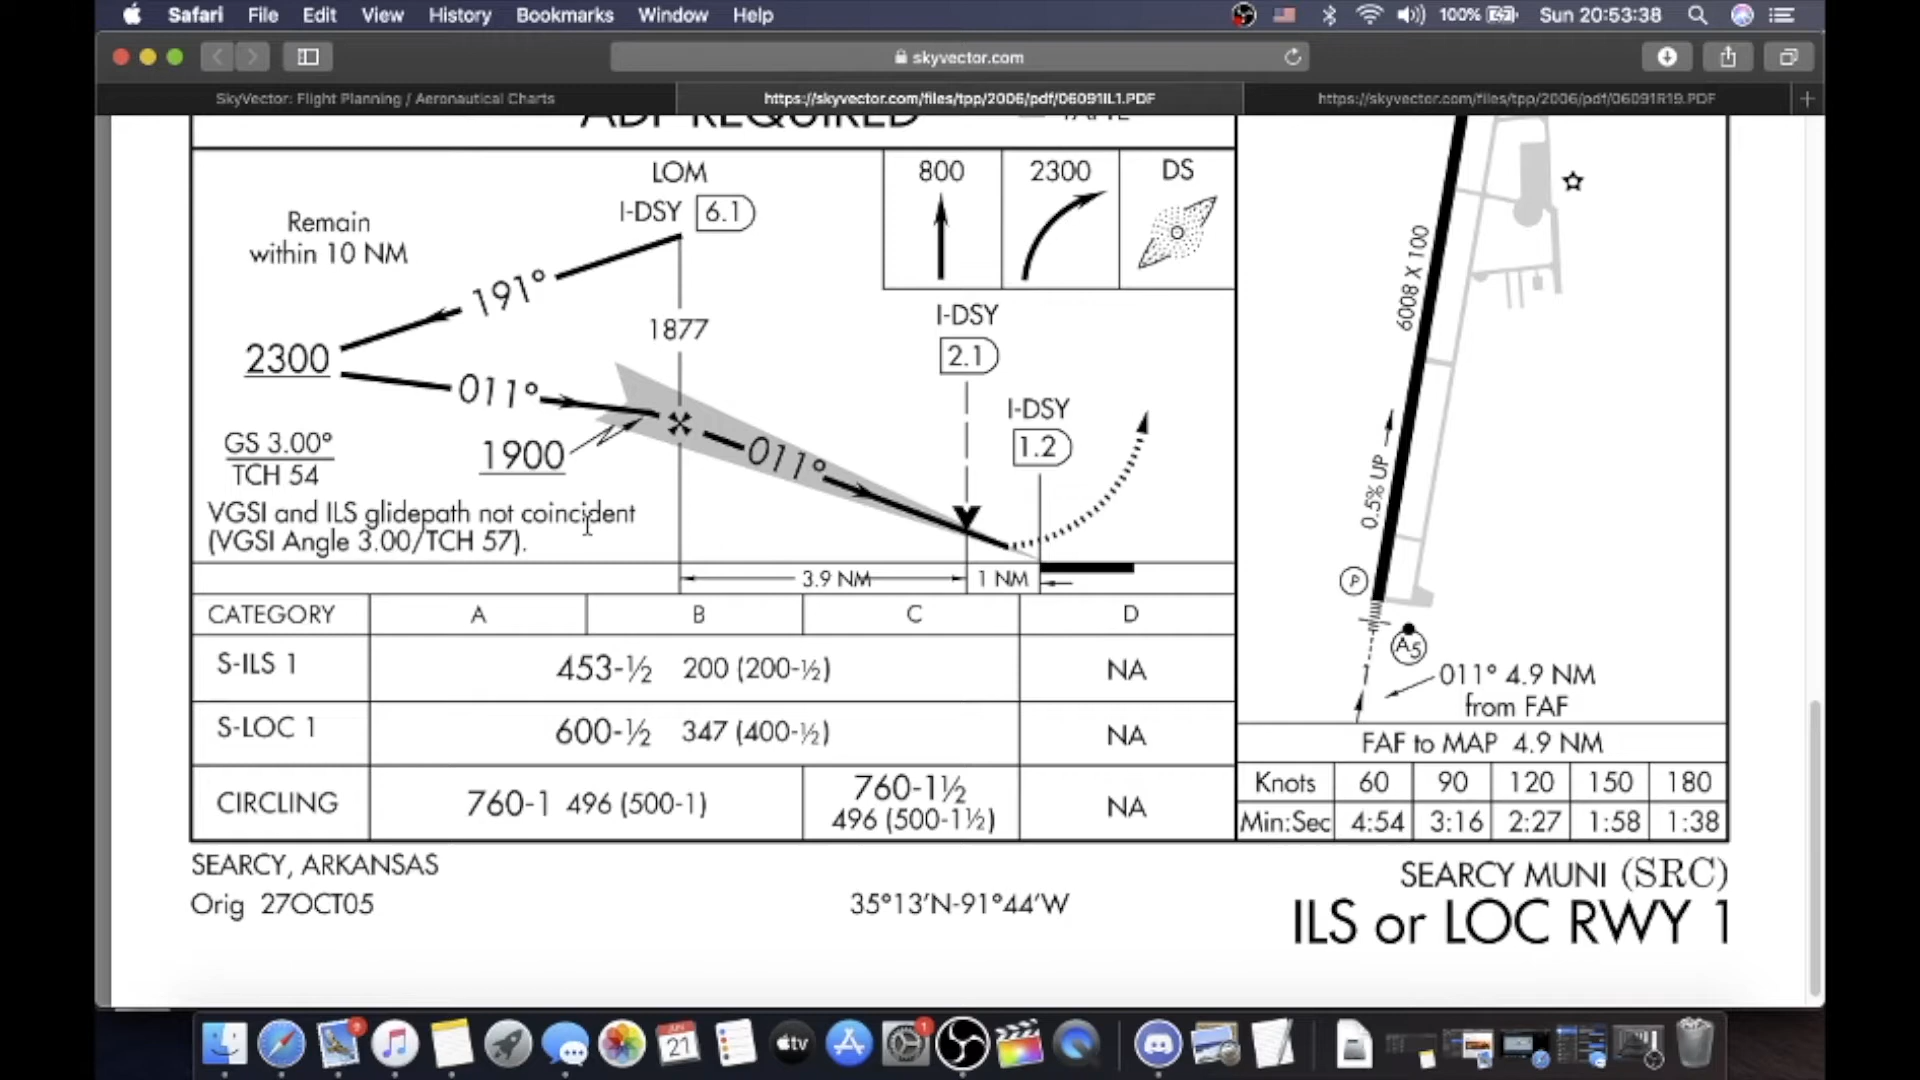 Safari File Edit View History Bookmarks Window Help
100% Sun 20:53:38
skyvector.com
SkyVector: Flight Planning / Aeronautical Charts
https://skyvector.com/files/tpp/2006/pdf/06091IL1.PDF
https://skyvector.com/files/tpp/2006/pdf/06091R19.PDF
ADF REQUIRED
LOM
I-DSY 6.1
Remain
within 10 NM
191°
1877
2300
011°
1900
011°
GS 3.00°
TCH 54
VGSI and ILS glidepath not coincident
(VGSI Angle 3.00/TCH 57).
800
2300
DS
I-DSY
2.1
I-DSY
1.2
3.9 NM
1 NM
CATEGORY A B C D
S-ILS 1 453-½ 200 (200-½) NA
S-LOC 1 600-½ 347 (400-½) NA
CIRCLING 760-1 496 (500-1) 760-1½ NA
496 (500-1½)
6008 X 100
0.5% UP
P
A5
1
011° 4.9 NM
from FAF
FAF to MAP 4.9 NM
Knots 60 90 120 150 180
Min:Sec 4:54 3:16 2:27 1:58 1:38
SEARCY, ARKANSAS
Orig 27OCT05
35°13'N-91°44'W
SEARCY MUNI (SRC)
ILS or LOC RWY 1
JUN
21
tv
1